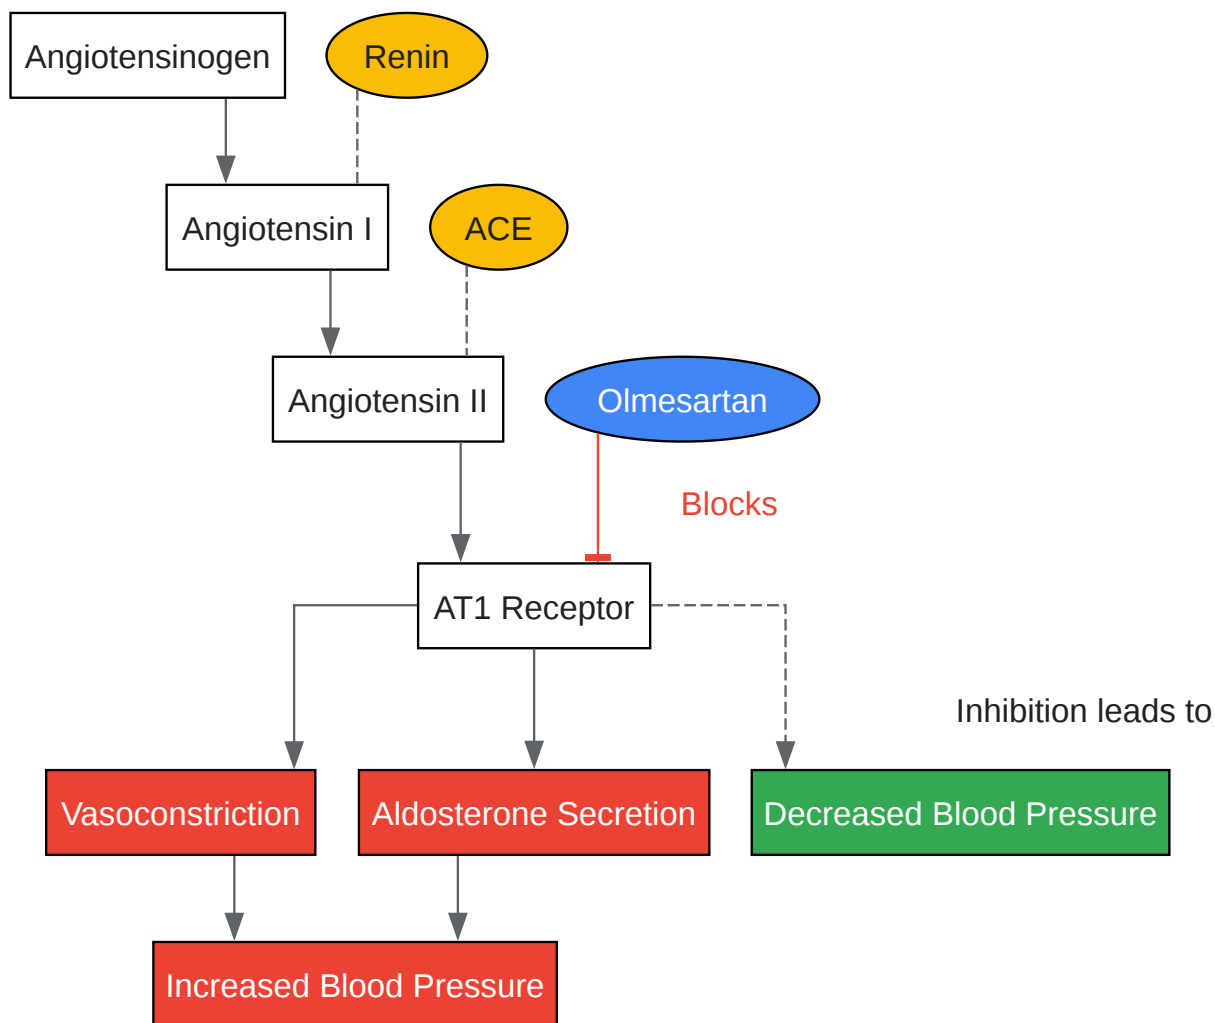 Angiotensinogen
Renin
Angiotensin I
ACE
Angiotensin II
Olmesartan
Blocks
AT1 Receptor
Inhibition leads to
Vasoconstriction
Aldosterone Secretion
Decreased Blood Pressure
Increased Blood Pressure